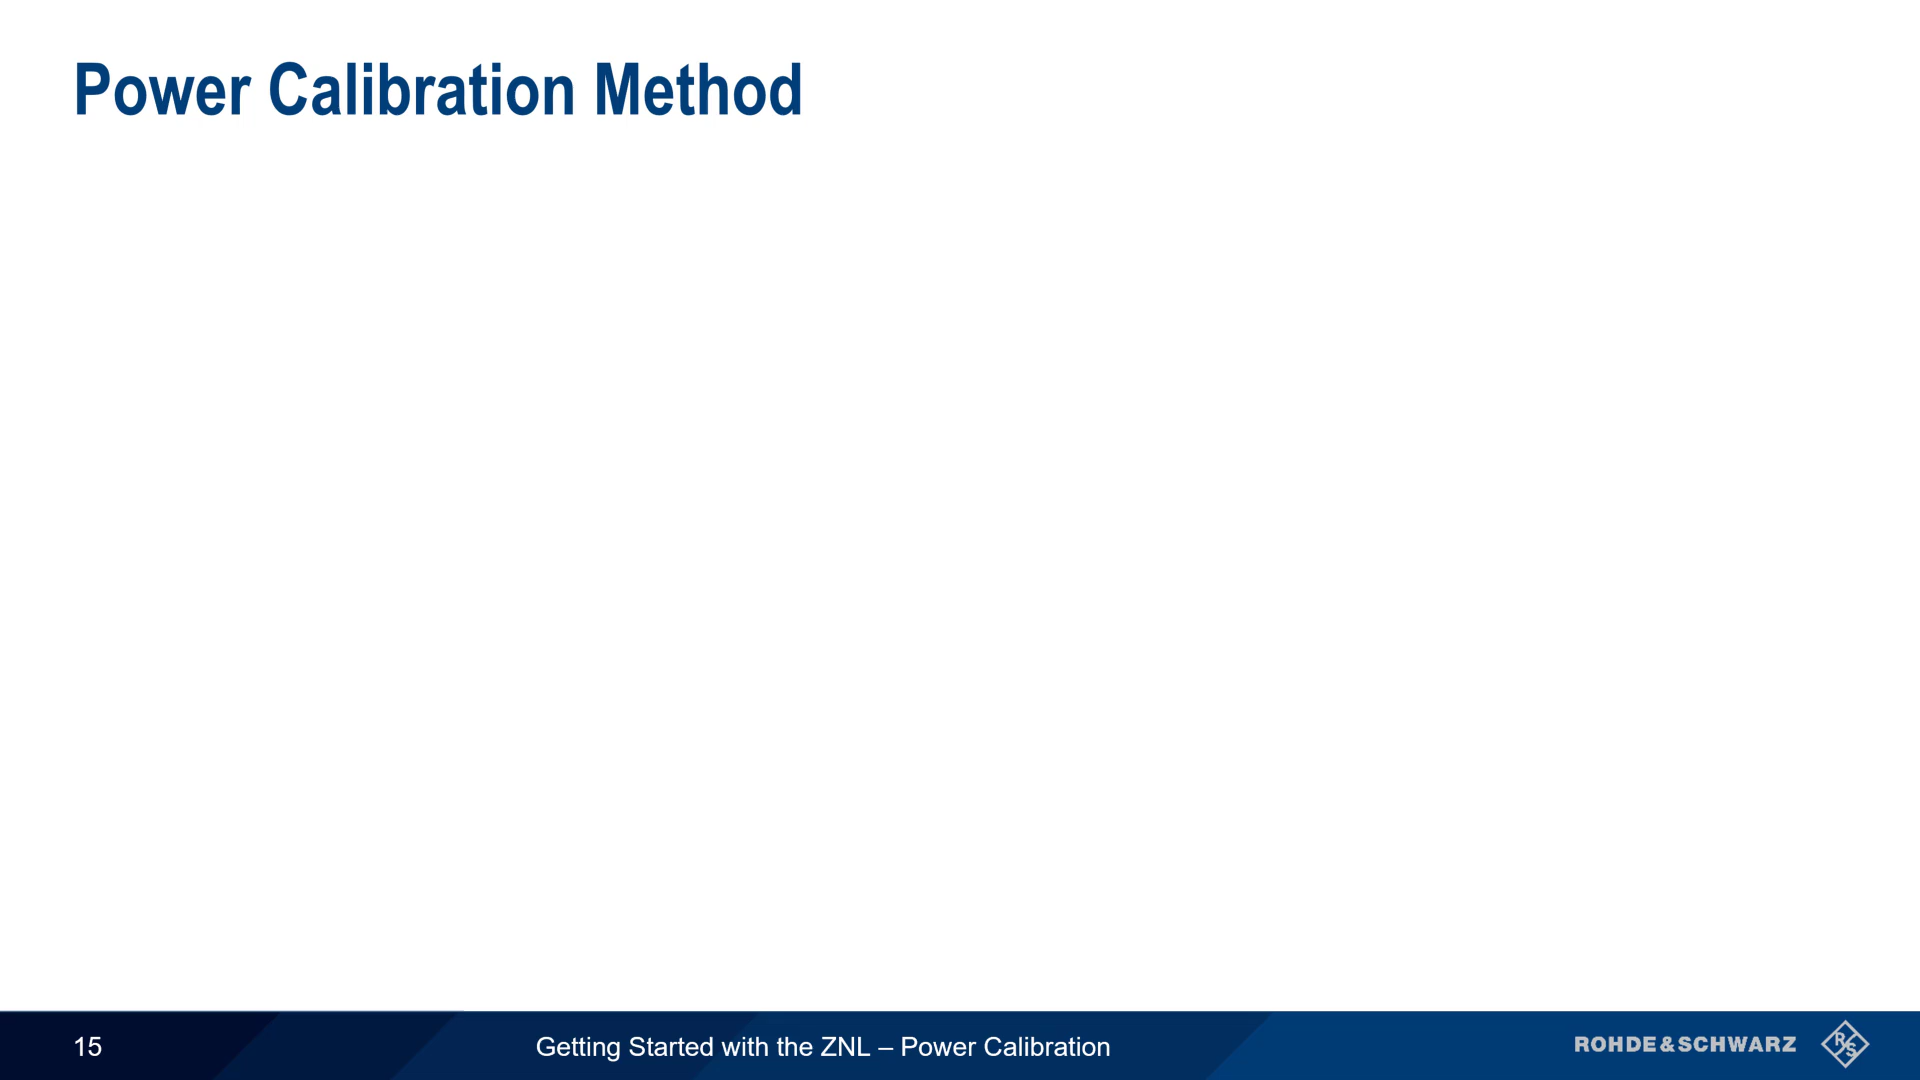 Power Calibration Method
15
Getting Started with the ZNL – Power Calibration
ROHDE&SCHWARZ
R&S